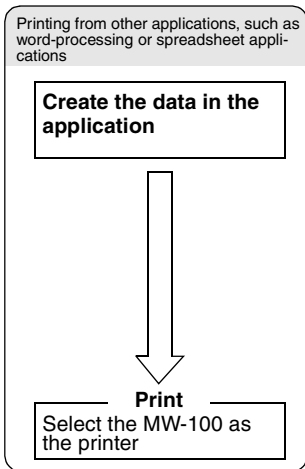 Printing from other applications, such as
word-processing or spreadsheet appli-
cations
Create the data in the
application
Print
Select the MW-100 as
the printer